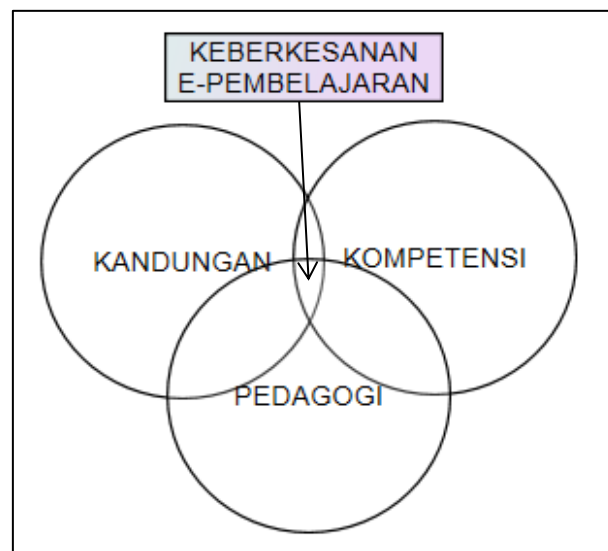 KEBERKESANAN
E-PEMBELAJARAN
KANDUNGAN
KOMPETENSI
PEDAGOGI